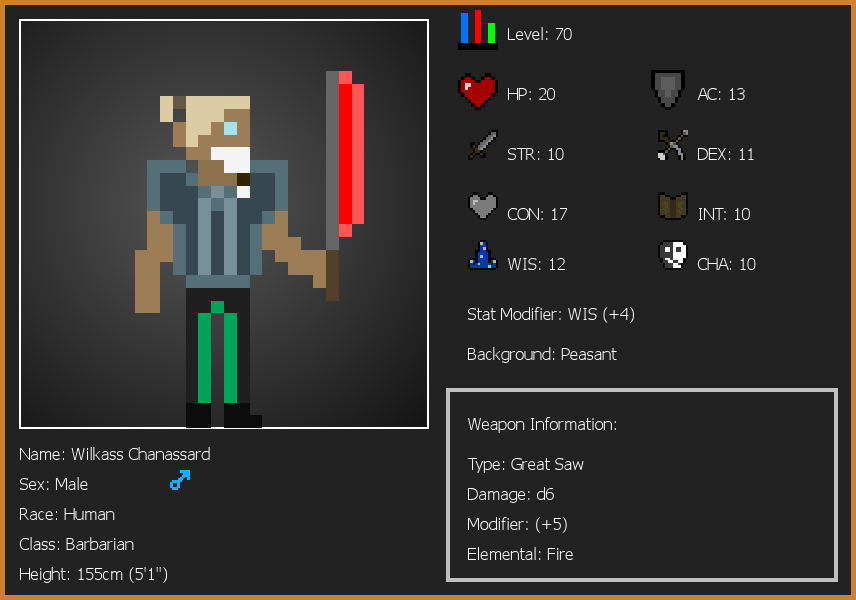 Level: 70
HP: 20
AC: 13
STR: 10
DEX: 11
CON: 17
INT: 10
WIS: 12
CHA: 10
Stat Modifier: WIS (+4)
Background: Peasant
Weapon Information:
Type: Great Saw
Damage: d6
Modifier: (+5)
Elemental: Fire
Name: Wilkass Chanassard
Sex: Male
Race: Human
Class: Barbarian
Height: 155cm (5'1")